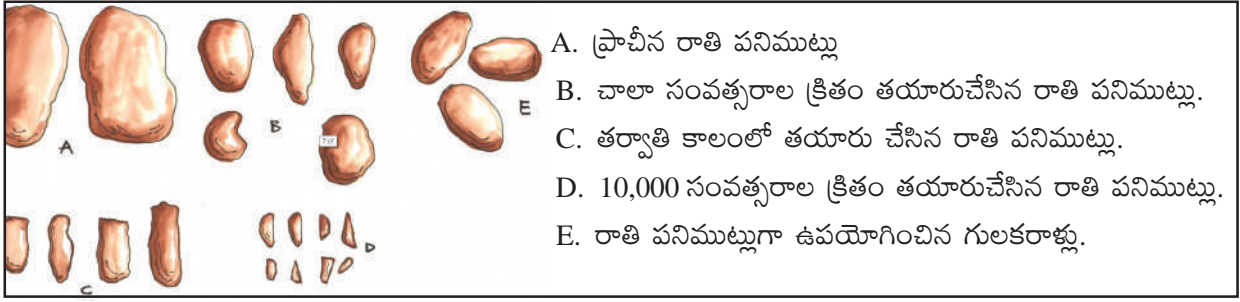 A
B
C
D
E
A. ప్రాచీన రాతి పనిముట్లు
B. చాలా సంవత్సరాల క్రితం తయారుచేసిన రాతి పనిముట్లు.
C. తర్వాతి కాలంలో తయారు చేసిన రాతి పనిముట్లు.
D. 10,000 సంవత్సరాల క్రితం తయారుచేసిన రాతి పనిముట్లు.
E. రాతి పనిముట్లుగా ఉపయోగించిన గులకరాళ్లు.